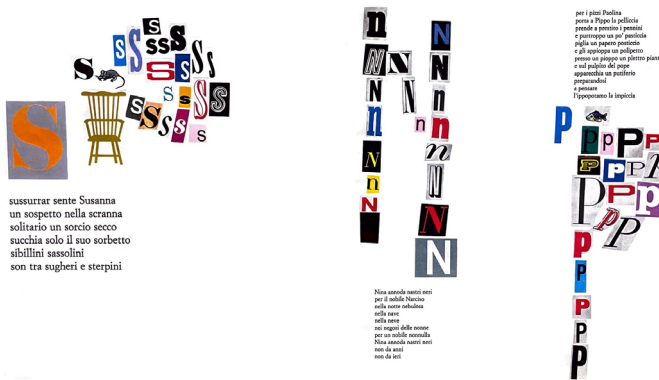 S
sussurrar sente Susanna
un sospetto nella scranna
solitario un sorcio secco
succhia solo il suo sorbetto
sibillini sassolini
son tra sugheri e sterpini
N
Nina annoda nastri neri
per il nobile Narciso
nella notte nebulosa
nella nave
nella neve
nei negozi delle nonne
per un nobile nonnulla
Nina annoda nastri neri
non da anni
non da ieri
per i pizzi Paolina
porta a Pippo la pelliccia
prende a prestito i pennini
e purtroppo un po' pasticcia
piglia un papero posticcio
e gli appioppa un polipetto
presso un pioppo un plettro piant
e sul pulpito del pope
apparecchia un putiferio
preparandosi
a pensare
l'ippopotamo la impiccia
P